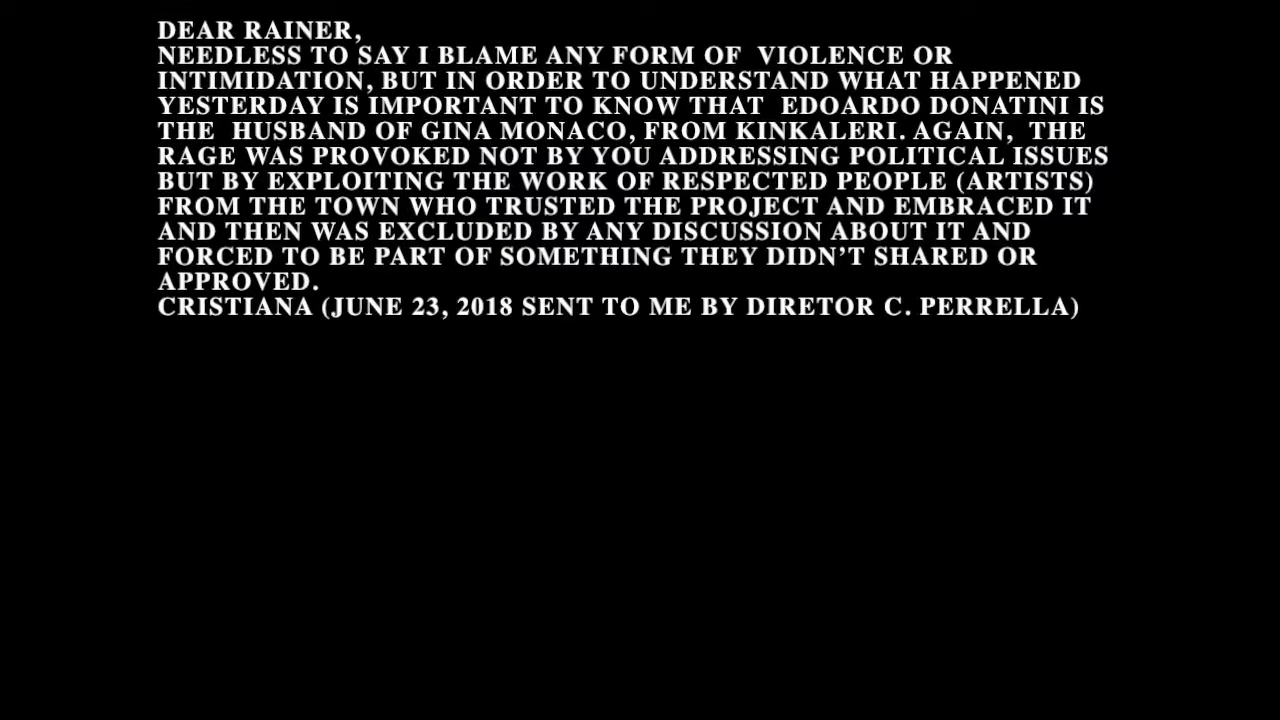 DEAR RAINER,
NEEDLESS TO SAY I BLAME ANY FORM OF  VIOLENCE OR
INTIMIDATION, BUT IN ORDER TO UNDERSTAND WHAT HAPPENED
YESTERDAY IS IMPORTANT TO KNOW THAT  EDOARDO DONATINI IS
THE  HUSBAND OF GINA MONACO, FROM KINKALERI. AGAIN,  THE
RAGE WAS PROVOKED NOT BY YOU ADDRESSING POLITICAL ISSUES
BUT BY EXPLOITING THE WORK OF RESPECTED PEOPLE (ARTISTS)
FROM THE TOWN WHO TRUSTED THE PROJECT AND EMBRACED IT
AND THEN WAS EXCLUDED BY ANY DISCUSSION ABOUT IT AND
FORCED TO BE PART OF SOMETHING THEY DIDN’T SHARED OR
APPROVED.
CRISTIANA (JUNE 23, 2018 SENT TO ME BY DIRETOR C. PERRELLA)